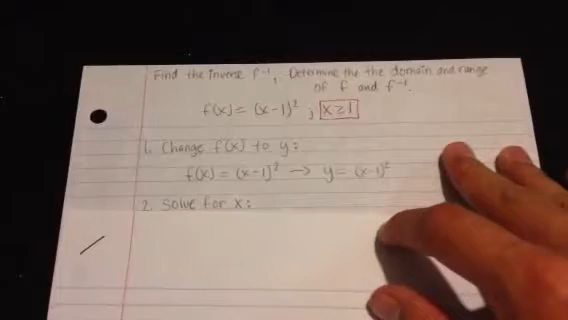 Find the inverse f⁻¹, Determine the the domain and range
of f and f⁻¹.
f(x) = (x-1)² ; x≥1
1. Change f(x) to y:
f(x) = (x-1)² → y = (x-1)²
2. Solve for x: